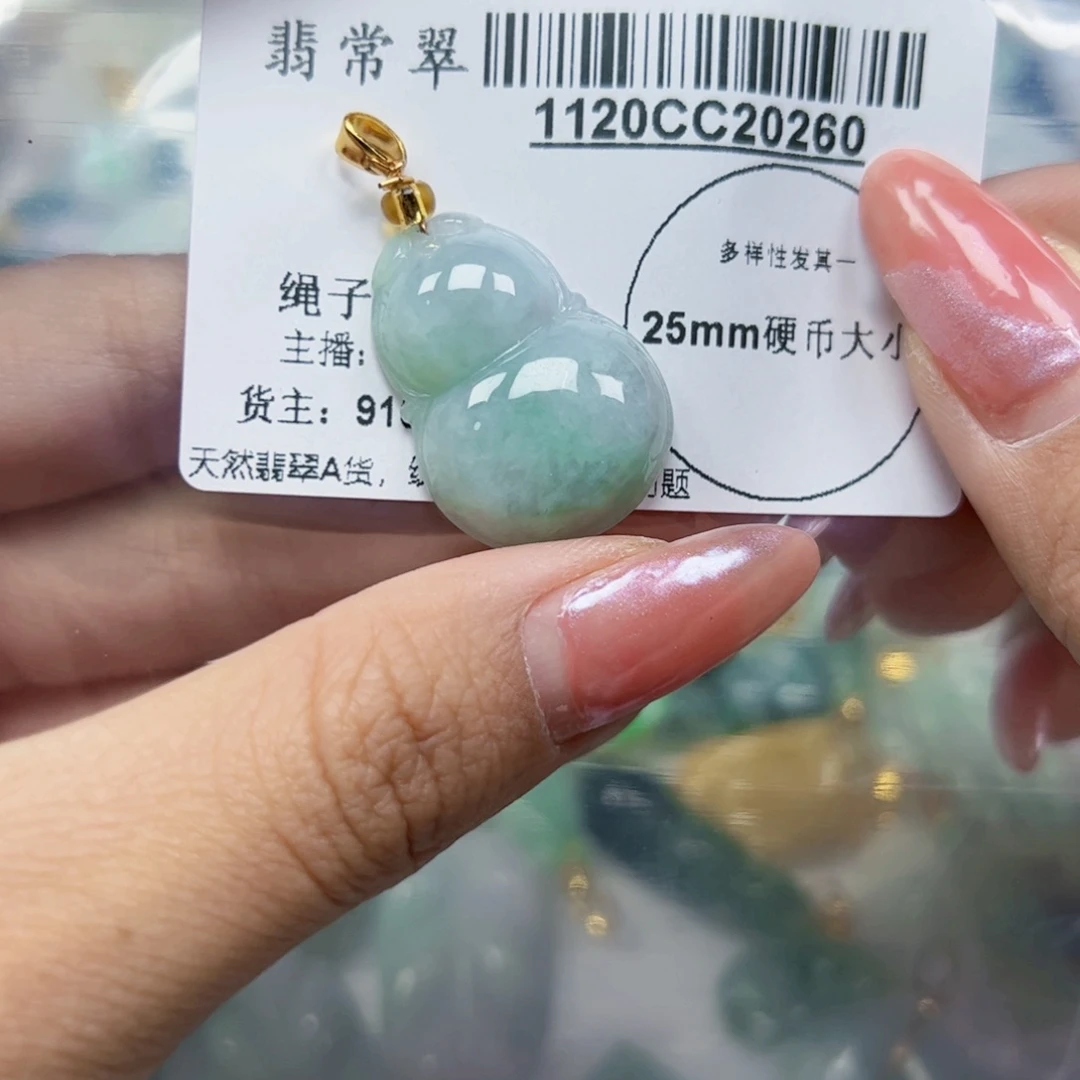 翡常翠
1120CC20260
多样性发其一
25mm硬币大小
绳子
主播:
货主: 91
天然翡翠A货,
题